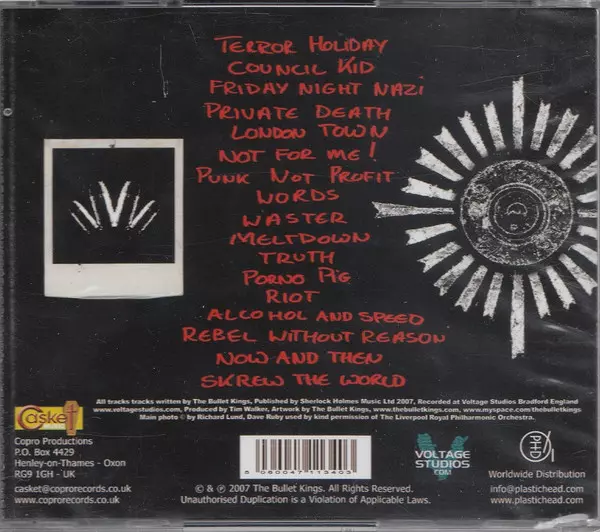 TERROR HOLIDAY
COUNCIL KID
FRIDAY NIGHT NAZI
PRIVATE DEATH
LONDON TOWN
NOT FOR ME!
PUNK NOT PROFIT
WORDS
WASTER
MELTDOWN
TRUTH
PORNO PIG
RIOT
ALCOHOL AND SPEED
REBEL WITHOUT REASON
NOW AND THEN
SKREW THE WORLD
All tracks tracks written by The Bullet Kings, Published by Sherlock Holmes Music Ltd 2007, Recorded at Voltage Studios Bradford England
www.voltagestudios.com, Produced by Tim Walker, Artwork by The Bullet Kings, www.thebulletkings.com, www.myspace.com/thebulletkings
Main photo © by Richard Lund, Dave Ruby used by kind permission of The Liverpool Royal Philharmonic Orchestra.
Casket
Copro Productions
P.O. Box 4429
Henley-on-Thames - Oxon
RG9 1GH - UK
casket@coprorecords.co.uk
www.coprorecords.co.uk
5 060047 113403
© & ℗ 2007 The Bullet Kings. All Rights Reserved.
Unauthorised Duplication is a Violation of Applicable Laws.
VOLTAGE
STUDIOS
.COM
PHD
Worldwide Distribution
info@plastichead.com
www.plastichead.com